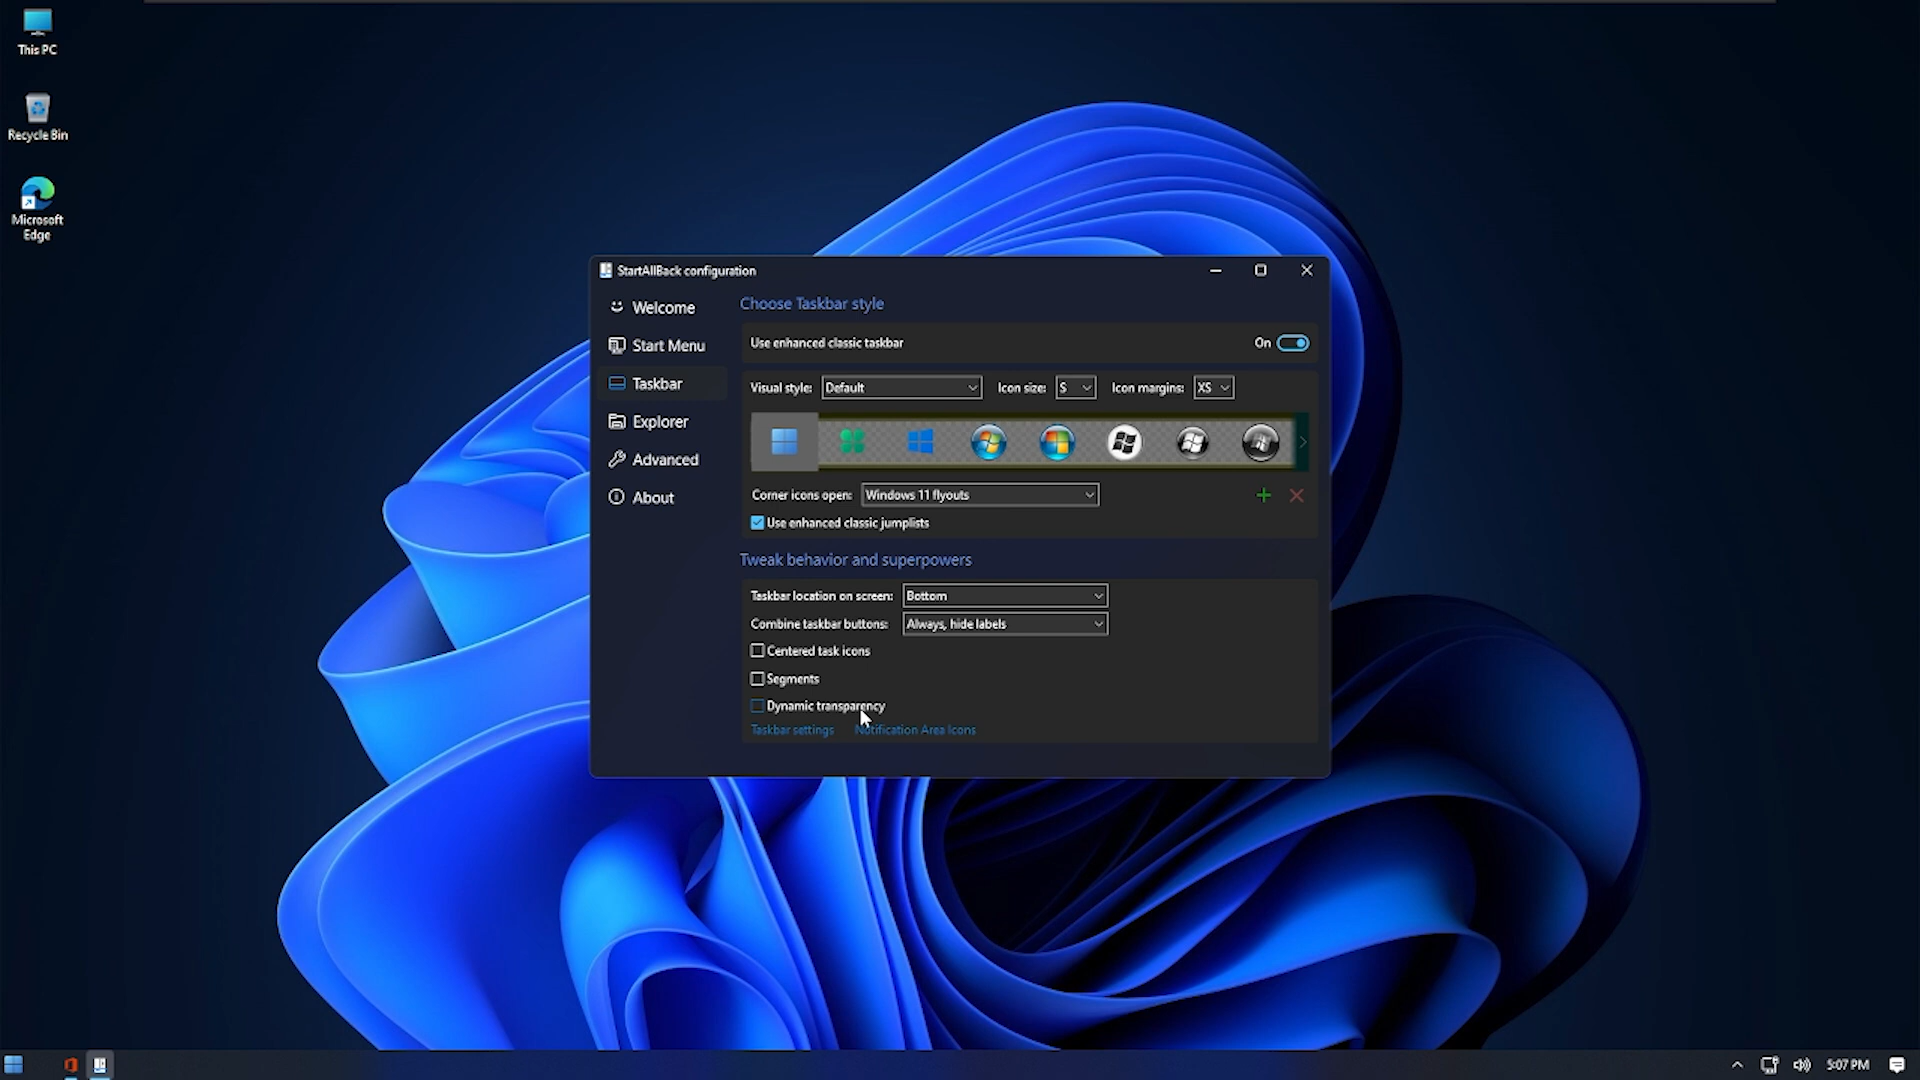 This PC
Recycle Bin
Microsoft
Edge
StartAllBack configuration
Welcome
Start Menu
Taskbar
Explorer
Advanced
About
Choose Taskbar style
Use enhanced classic taskbar
On
Visual style: Default
Icon size: S
Icon margins: XS
Corner icons open: Windows 11 flyouts
Use enhanced classic jumplists
Tweak behavior and superpowers
Taskbar location on screen: Bottom
Combine taskbar buttons: Always, hide labels
Centered task icons
Segments
Dynamic transparency
Taskbar settings
Notification Area Icons
5:07 PM